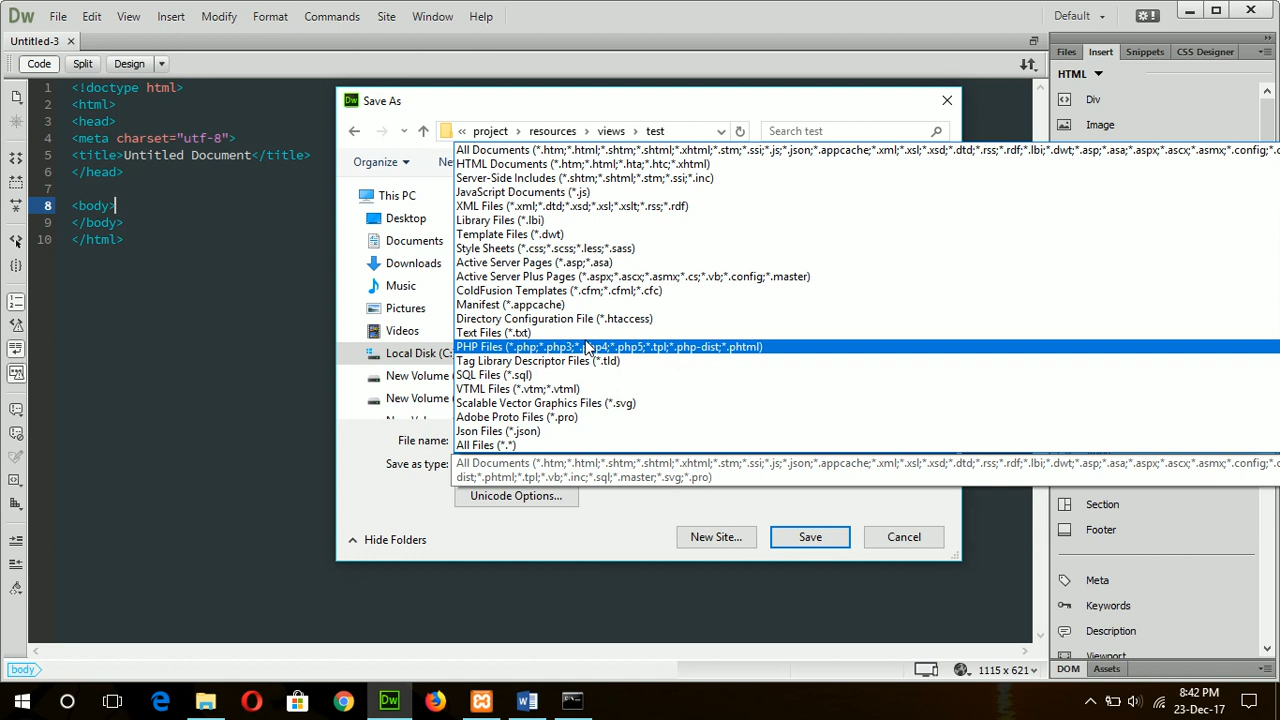 Dw File Edit View Insert Modify Format Commands Site Window Help Default
Untitled-3
Code Split Design
Files Insert Snippets CSS Designer
HTML
Div
Image
1 <!doctype html>
2 <html>
3 <head>
4 <meta charset="utf-8">
5 <title>Untitled Document</title>
6 </head>
7
8 <body>
9 </body>
10 </html>
Dw Save As
« project › resources › views › test
Search test
Organize
This PC
Desktop
Documents
Downloads
Music
Pictures
Videos
Local Disk (C:
New Volume
New Volume
All Documents (*.htm;*.html;*.shtm;*.shtml;*.xhtml;*.stm;*.ssi;*.js;*.json;*.appcache;*.xml;*.xsl;*.xsd;*.dtd;*.rss;*.rdf;*.lbi;*.dwt;*.asp;*.asa;*.aspx;*.ascx;*.asmx;*.config;*.
HTML Documents (*.htm;*.html;*.hta;*.htc;*.xhtml)
Server-Side Includes (*.shtm;*.shtml;*.stm;*.ssi;*.inc)
JavaScript Documents (*.js)
XML Files (*.xml;*.dtd;*.xsd;*.xsl;*.xslt;*.rss;*.rdf)
Library Files (*.lbi)
Template Files (*.dwt)
Style Sheets (*.css;*.scss;*.less;*.sass)
Active Server Pages (*.asp;*.asa)
Active Server Plus Pages (*.aspx;*.ascx;*.asmx;*.cs;*.vb;*.config;*.master)
ColdFusion Templates (*.cfm;*.cfml;*.cfc)
Manifest (*.appcache)
Directory Configuration File (*.htaccess)
Text Files (*.txt)
PHP Files (*.php;*.php3;*.php4;*.php5;*.tpl;*.php-dist;*.phtml)
Tag Library Descriptor Files (*.tld)
SQL Files (*.sql)
VTML Files (*.vtm;*.vtml)
Scalable Vector Graphics Files (*.svg)
Adobe Proto Files (*.pro)
Json Files (*.json)
All Files (*.*)
File name:
Save as type:
All Documents (*.htm;*.html;*.shtm;*.shtml;*.xhtml;*.stm;*.ssi;*.js;*.json;*.appcache;*.xml;*.xsl;*.xsd;*.dtd;*.rss;*.rdf;*.lbi;*.dwt;*.asp;*.asa;*.aspx;*.ascx;*.asmx;*.config;*.
dist;*.phtml;*.tpl;*.vb;*.inc;*.sql;*.master;*.svg;*.pro)
Unicode Options...
Hide Folders
New Site... Save Cancel
Section
Footer
Meta
Keywords
Description
Viewport
body
1115 x 621
DOM Assets
8:42 PM
23-Dec-17